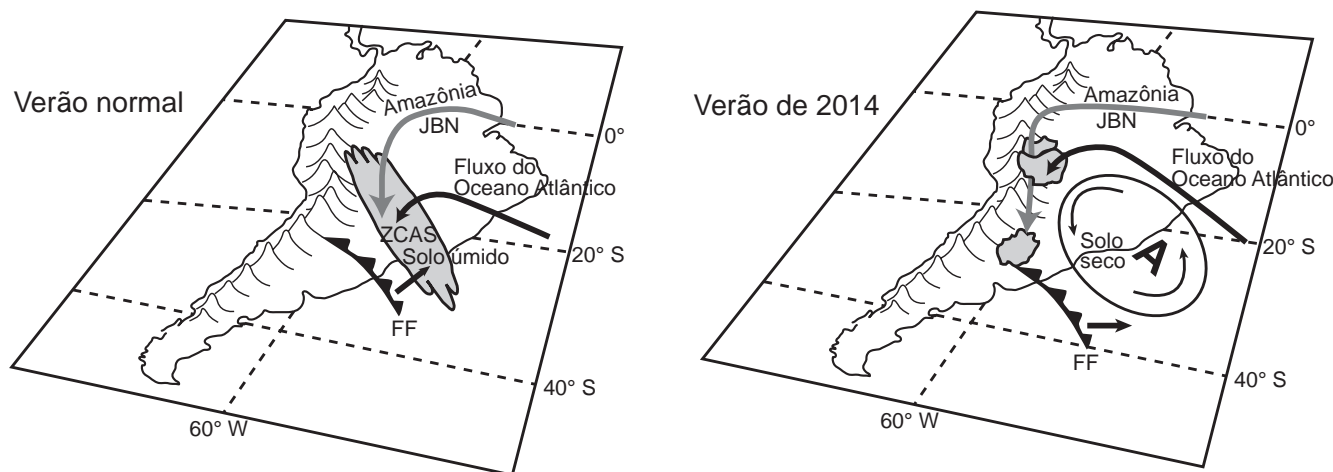 Verão normal
Amazônia
JBN
0°
Fluxo do
Oceano Atlântico
ZCAS
Solo úmido
20° S
FF
40° S
60° W
Verão de 2014
Amazônia
JBN
0°
Fluxo do
Oceano Atlântico
20° S
Solo
seco
A
FF
40° S
60° W